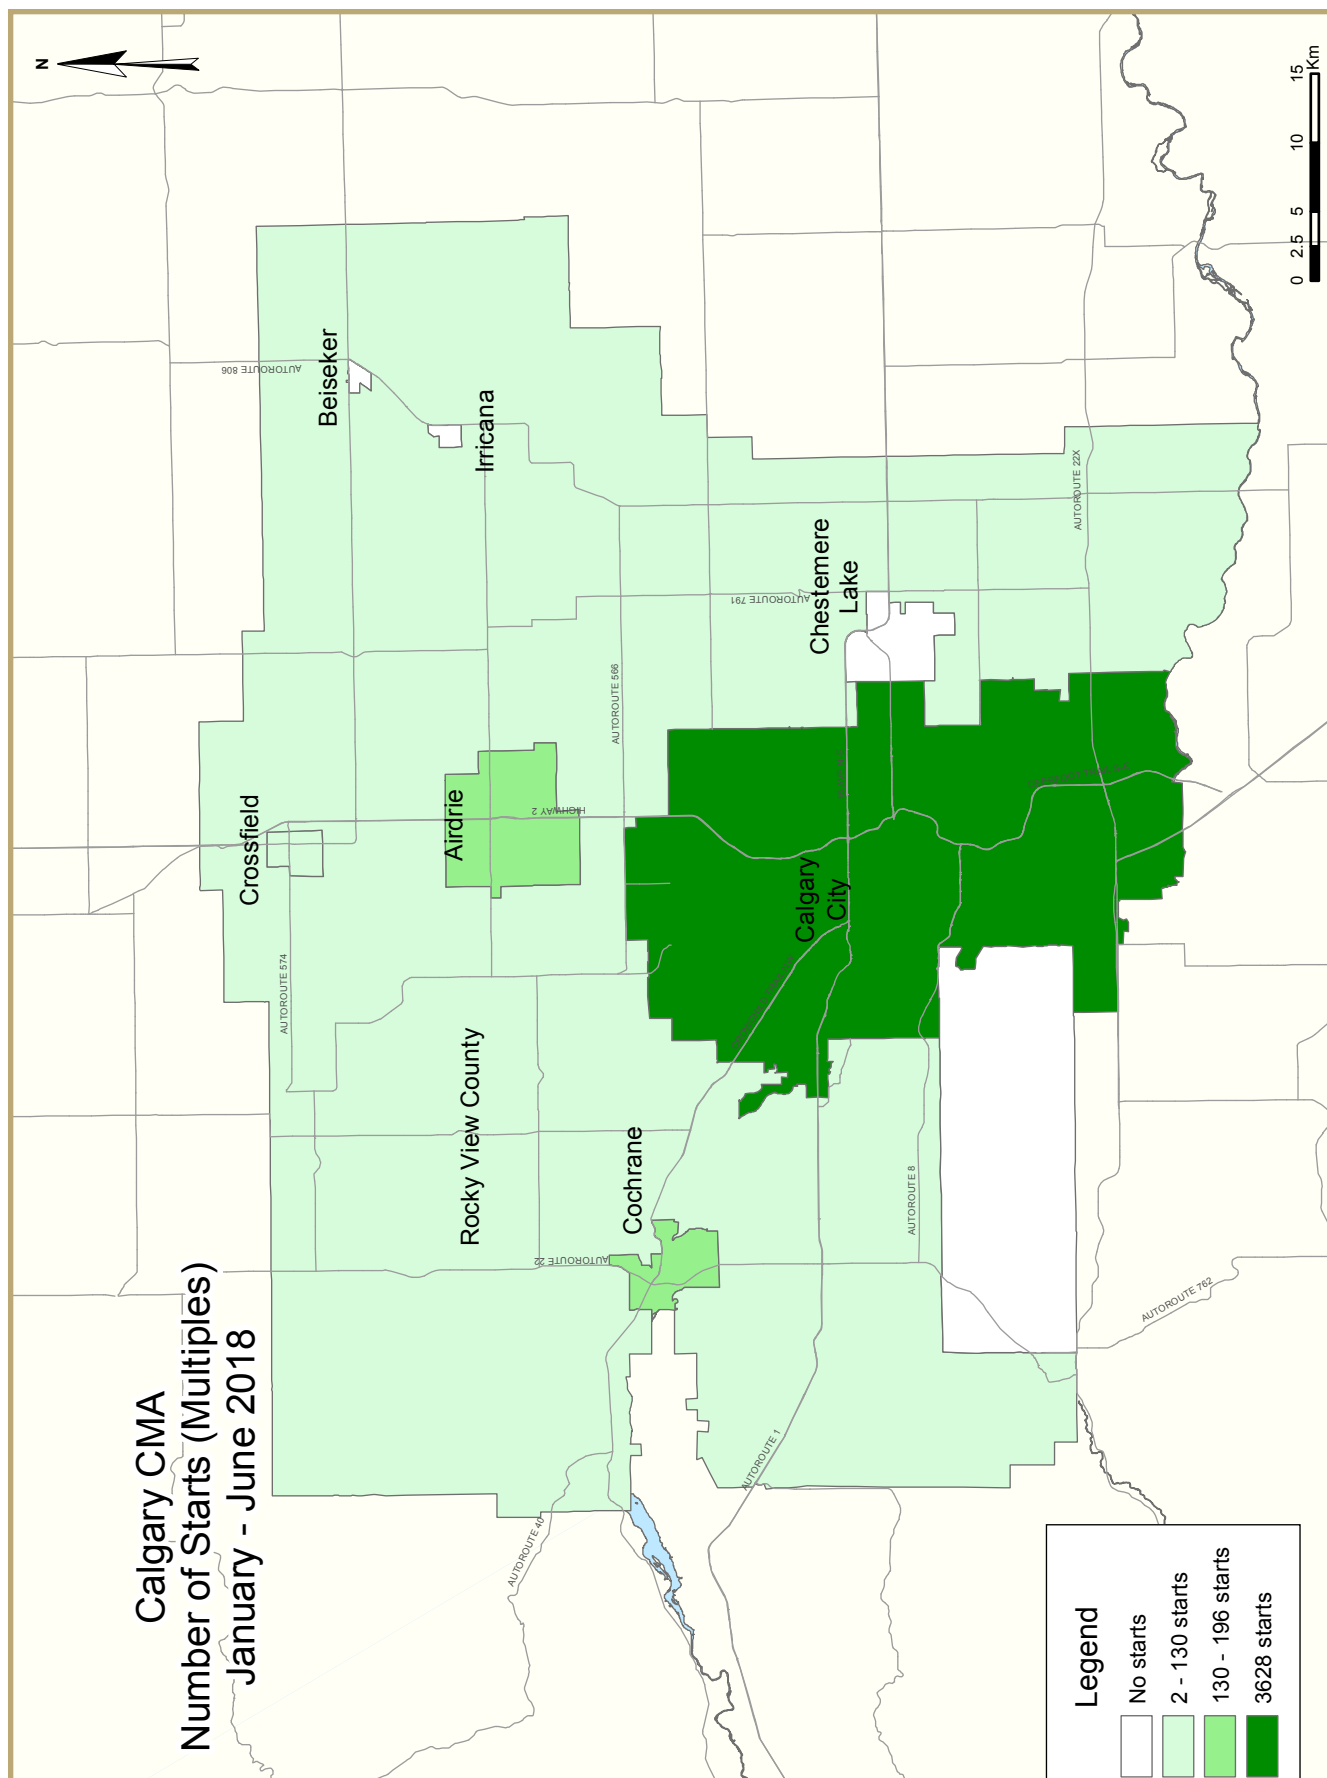 Calgary CMA
Number of Starts (Multiples)
January - June 2018
N
Crossfield
Beiseker
Irricana
Airdrie
Rocky View County
Cochrane
Chestemere
Lake
Calgary
City
AUTOROUTE 574
AUTOROUTE 806
AUTOROUTE 566
AUTOROUTE 791
HIGHWAY 2
AUTOROUTE 22
AUTOROUTE 22X
AUTOROUTE 8
AUTOROUTE 1
AUTOROUTE 40
AUTOROUTE 762
Legend
No starts
2 - 130 starts
130 - 196 starts
3628 starts
0 2.5 5 10 15
Km